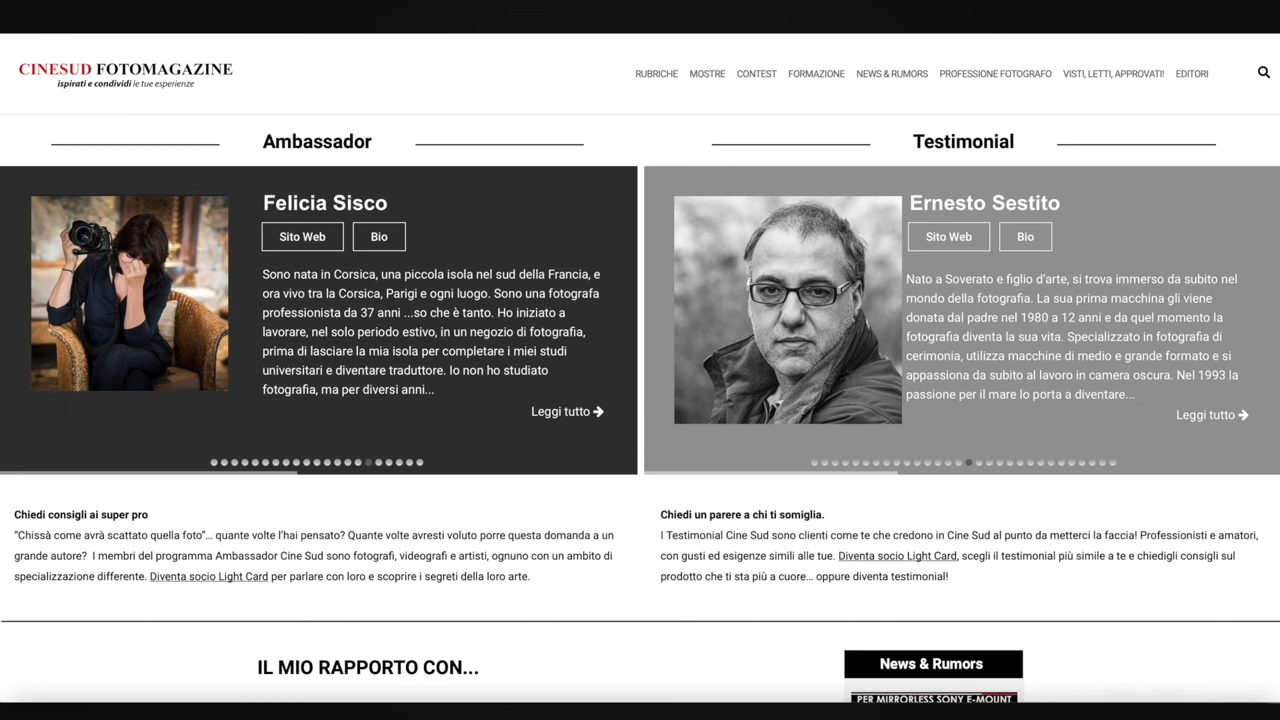 CINESUD FOTOMAGAZINE
ispirati e condividi le tue esperienze
RUBRICHE MOSTRE CONTEST FORMAZIONE NEWS & RUMORS PROFESSIONE FOTOGRAFO VISTI, LETTI, APPROVATI! EDITORI
Ambassador
Felicia Sisco
Sito Web Bio
Sono nata in Corsica, una piccola isola nel sud della Francia, e
ora vivo tra la Corsica, Parigi e ogni luogo. Sono una fotografa
professionista da 37 anni ...so che è tanto. Ho iniziato a
lavorare, nel solo periodo estivo, in un negozio di fotografia,
prima di lasciare la mia isola per completare i miei studi
universitari e diventare traduttore. Io non ho studiato
fotografia, ma per diversi anni...
Leggi tutto
Testimonial
Ernesto Sestito
Sito Web Bio
Nato a Soverato e figlio d’arte, si trova immerso da subito nel
mondo della fotografia. La sua prima macchina gli viene
donata dal padre nel 1980 a 12 anni e da quel momento la
fotografia diventa la sua vita. Specializzato in fotografia di
cerimonia, utilizza macchine di medio e grande formato e si
appassiona da subito al lavoro in camera oscura. Nel 1993 la
passione per il mare lo porta a diventare...
Leggi tutto
Chiedi consigli ai super pro
“Chissà come avrà scattato quella foto”… quante volte l’hai pensato? Quante volte avresti voluto porre questa domanda a un
grande autore? I membri del programma Ambassador Cine Sud sono fotografi, videografi e artisti, ognuno con un ambito di
specializzazione differente. Diventa socio Light Card per parlare con loro e scoprire i segreti della loro arte.
Chiedi un parere a chi ti somiglia.
I Testimonial Cine Sud sono clienti come te che credono in Cine Sud al punto da metterci la faccia! Professionisti e amatori,
con gusti ed esigenze simili alle tue. Diventa socio Light Card, scegli il testimonial più simile a te e chiedigli consigli sul
prodotto che ti sta più a cuore… oppure diventa testimonial!
IL MIO RAPPORTO CON...
News & Rumors
PER MIRRORLESS SONY E-MOUNT